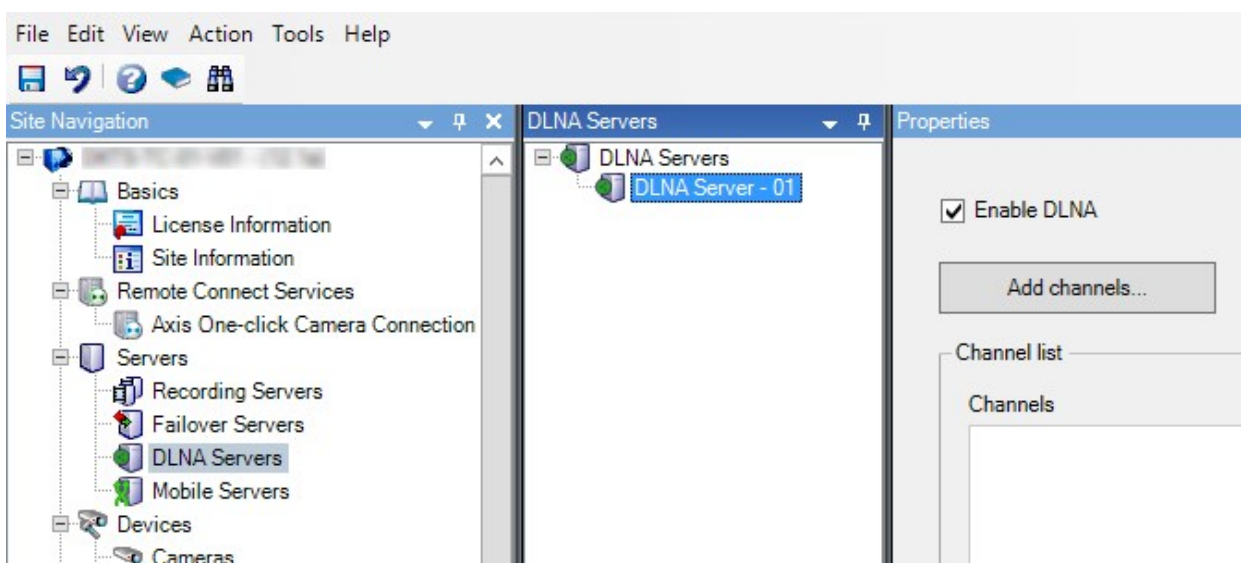 File Edit View Action Tools Help
Site Navigation
Basics
License Information
Site Information
Remote Connect Services
Axis One-click Camera Connection
Servers
Recording Servers
Failover Servers
DLNA Servers
Mobile Servers
Devices
Cameras
DLNA Servers
DLNA Servers
DLNA Server - 01
Properties
Enable DLNA
Add channels...
Channel list
Channels